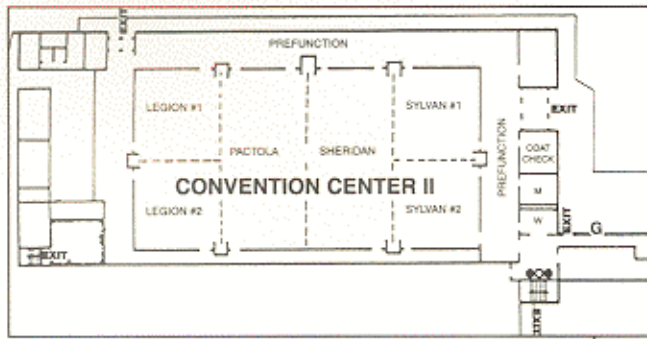 EXIT
PREFUNCTION
LEGION #1
SYLVAN #1
EXIT
PACTOLA
SHERIDAN
COAT
CHECK
PREFUNCTION
CONVENTION CENTER II
M
LEGION #2
SYLVAN #2
W
EXIT
G
EXIT
EXIT